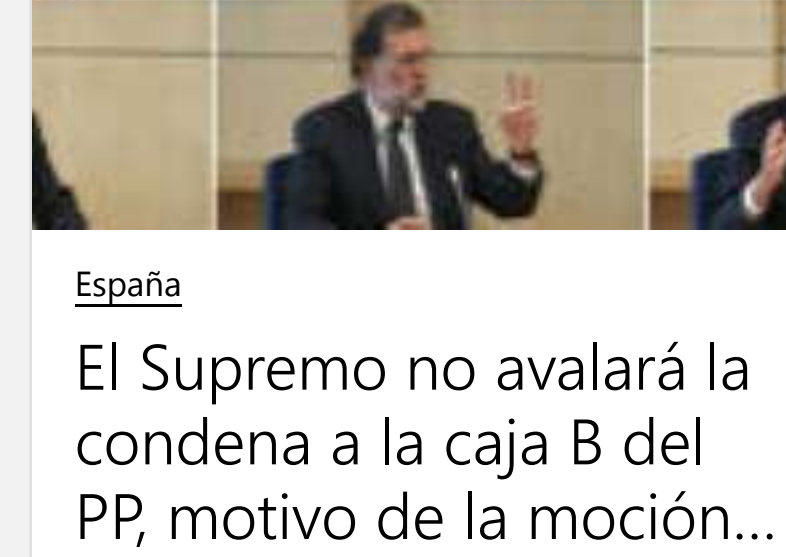 España
El Supremo no avalará la
condena a la caja B del
PP, motivo de la moción...